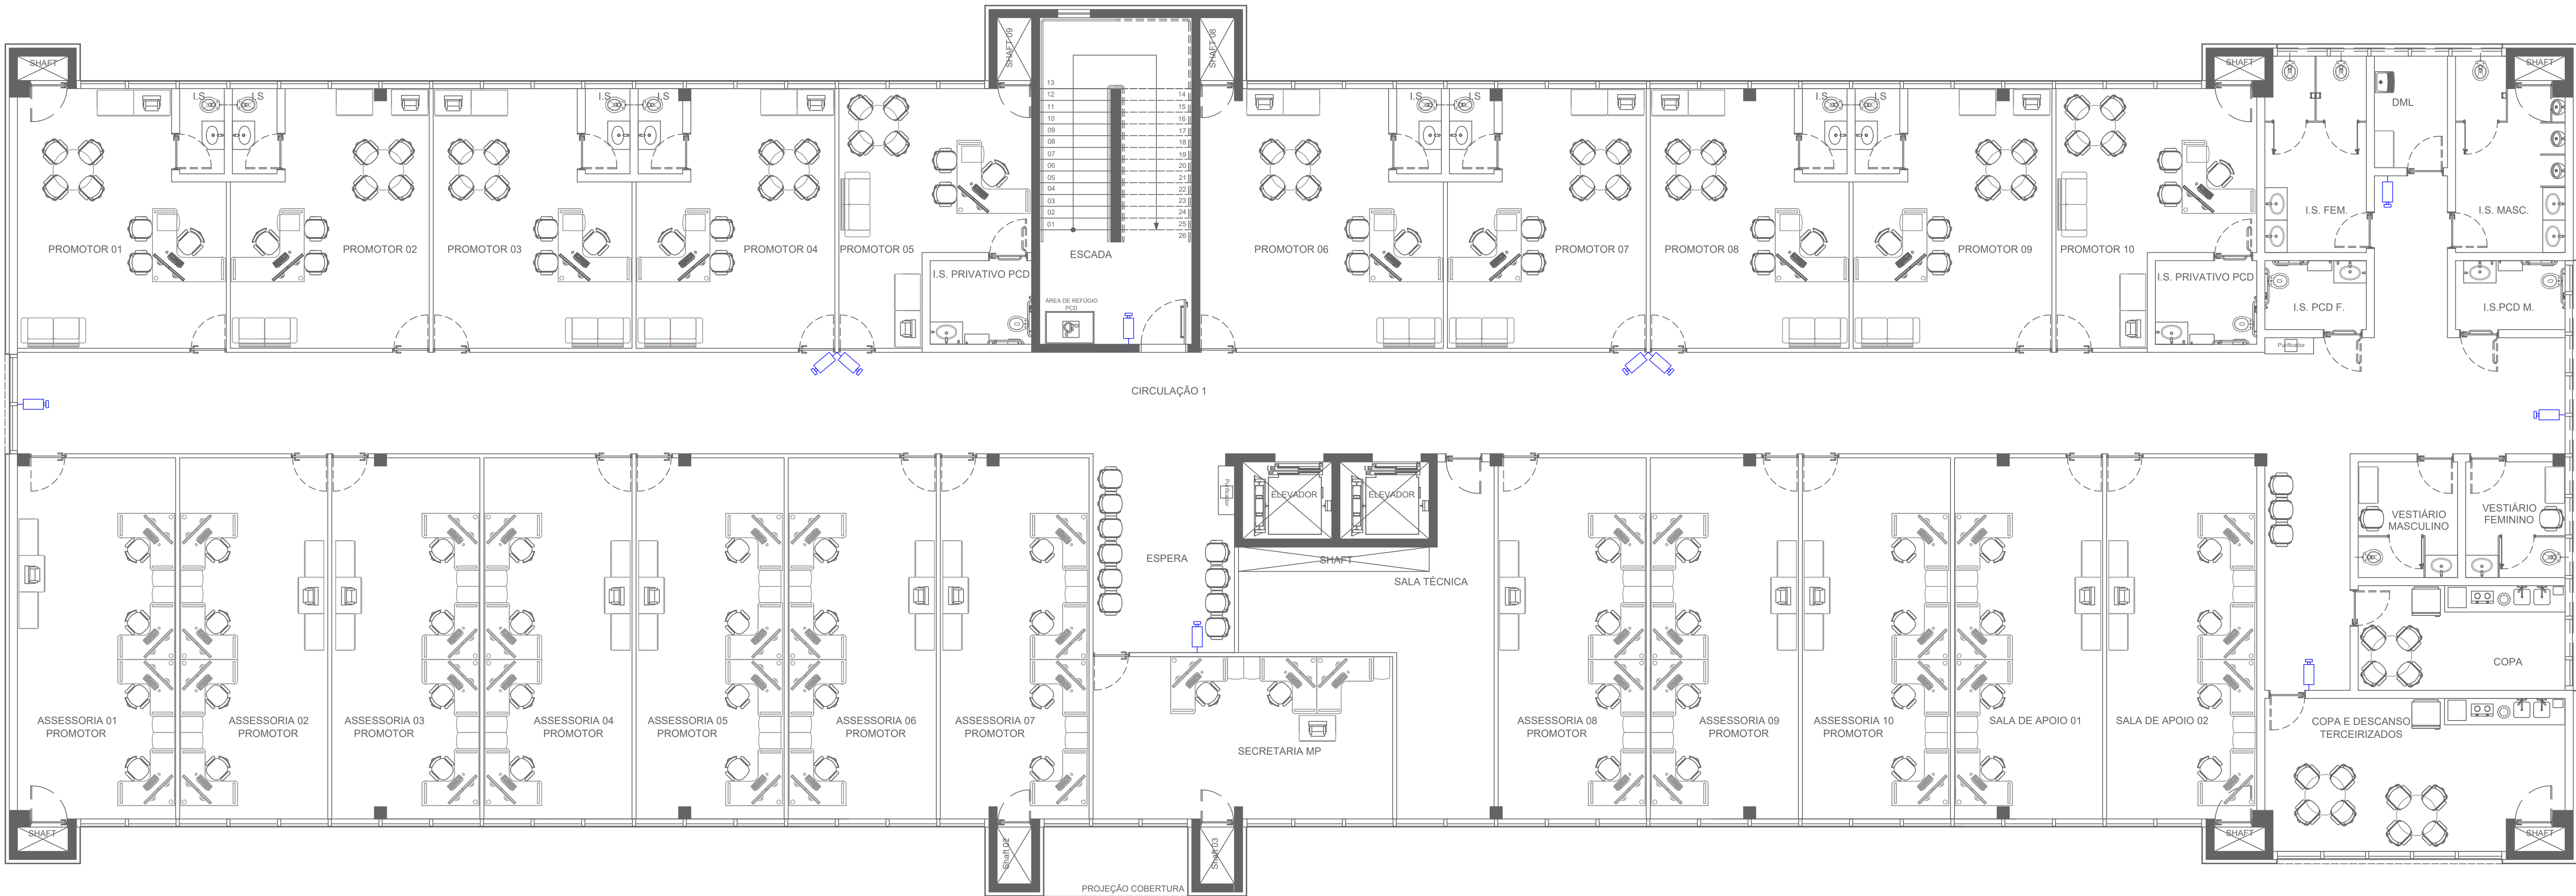 SHAFT
SHAFT 09
SHAFT 08
SHAFT
SHAFT
I.S
I.S
I.S
I.S
I.S
I.S
I.S
I.S
DML
13
12
11
10
09
08
07
06
05
04
03
02
01
14
15
16
17
18
19
20
21
22
23
24
25
26
PROMOTOR 01
PROMOTOR 02
PROMOTOR 03
PROMOTOR 04
PROMOTOR 05
ESCADA
PROMOTOR 06
PROMOTOR 07
PROMOTOR 08
PROMOTOR 09
PROMOTOR 10
I.S. FEM.
I.S. MASC.
I.S. PRIVATIVO PCD
ÁREA DE REFÚGIO
PCD
I.S. PRIVATIVO PCD
I.S. PCD F.
I.S.PCD M.
Purificador
CIRCULAÇÃO 1
Purificador
ELEVADOR
ELEVADOR
ESPERA
SHAFT
SALA TÉCNICA
VESTIÁRIO
MASCULINO
VESTIÁRIO
FEMININO
COPA
ASSESSORIA 01
PROMOTOR
ASSESSORIA 02
PROMOTOR
ASSESSORIA 03
PROMOTOR
ASSESSORIA 04
PROMOTOR
ASSESSORIA 05
PROMOTOR
ASSESSORIA 06
PROMOTOR
ASSESSORIA 07
PROMOTOR
SECRETARIA MP
ASSESSORIA 08
PROMOTOR
ASSESSORIA 09
PROMOTOR
ASSESSORIA 10
PROMOTOR
SALA DE APOIO 01
SALA DE APOIO 02
COPA E DESCANSO
TERCEIRIZADOS
SHAFT
Shaft 02
Shaft 03
SHAFT
SHAFT
PROJEÇÃO COBERTURA